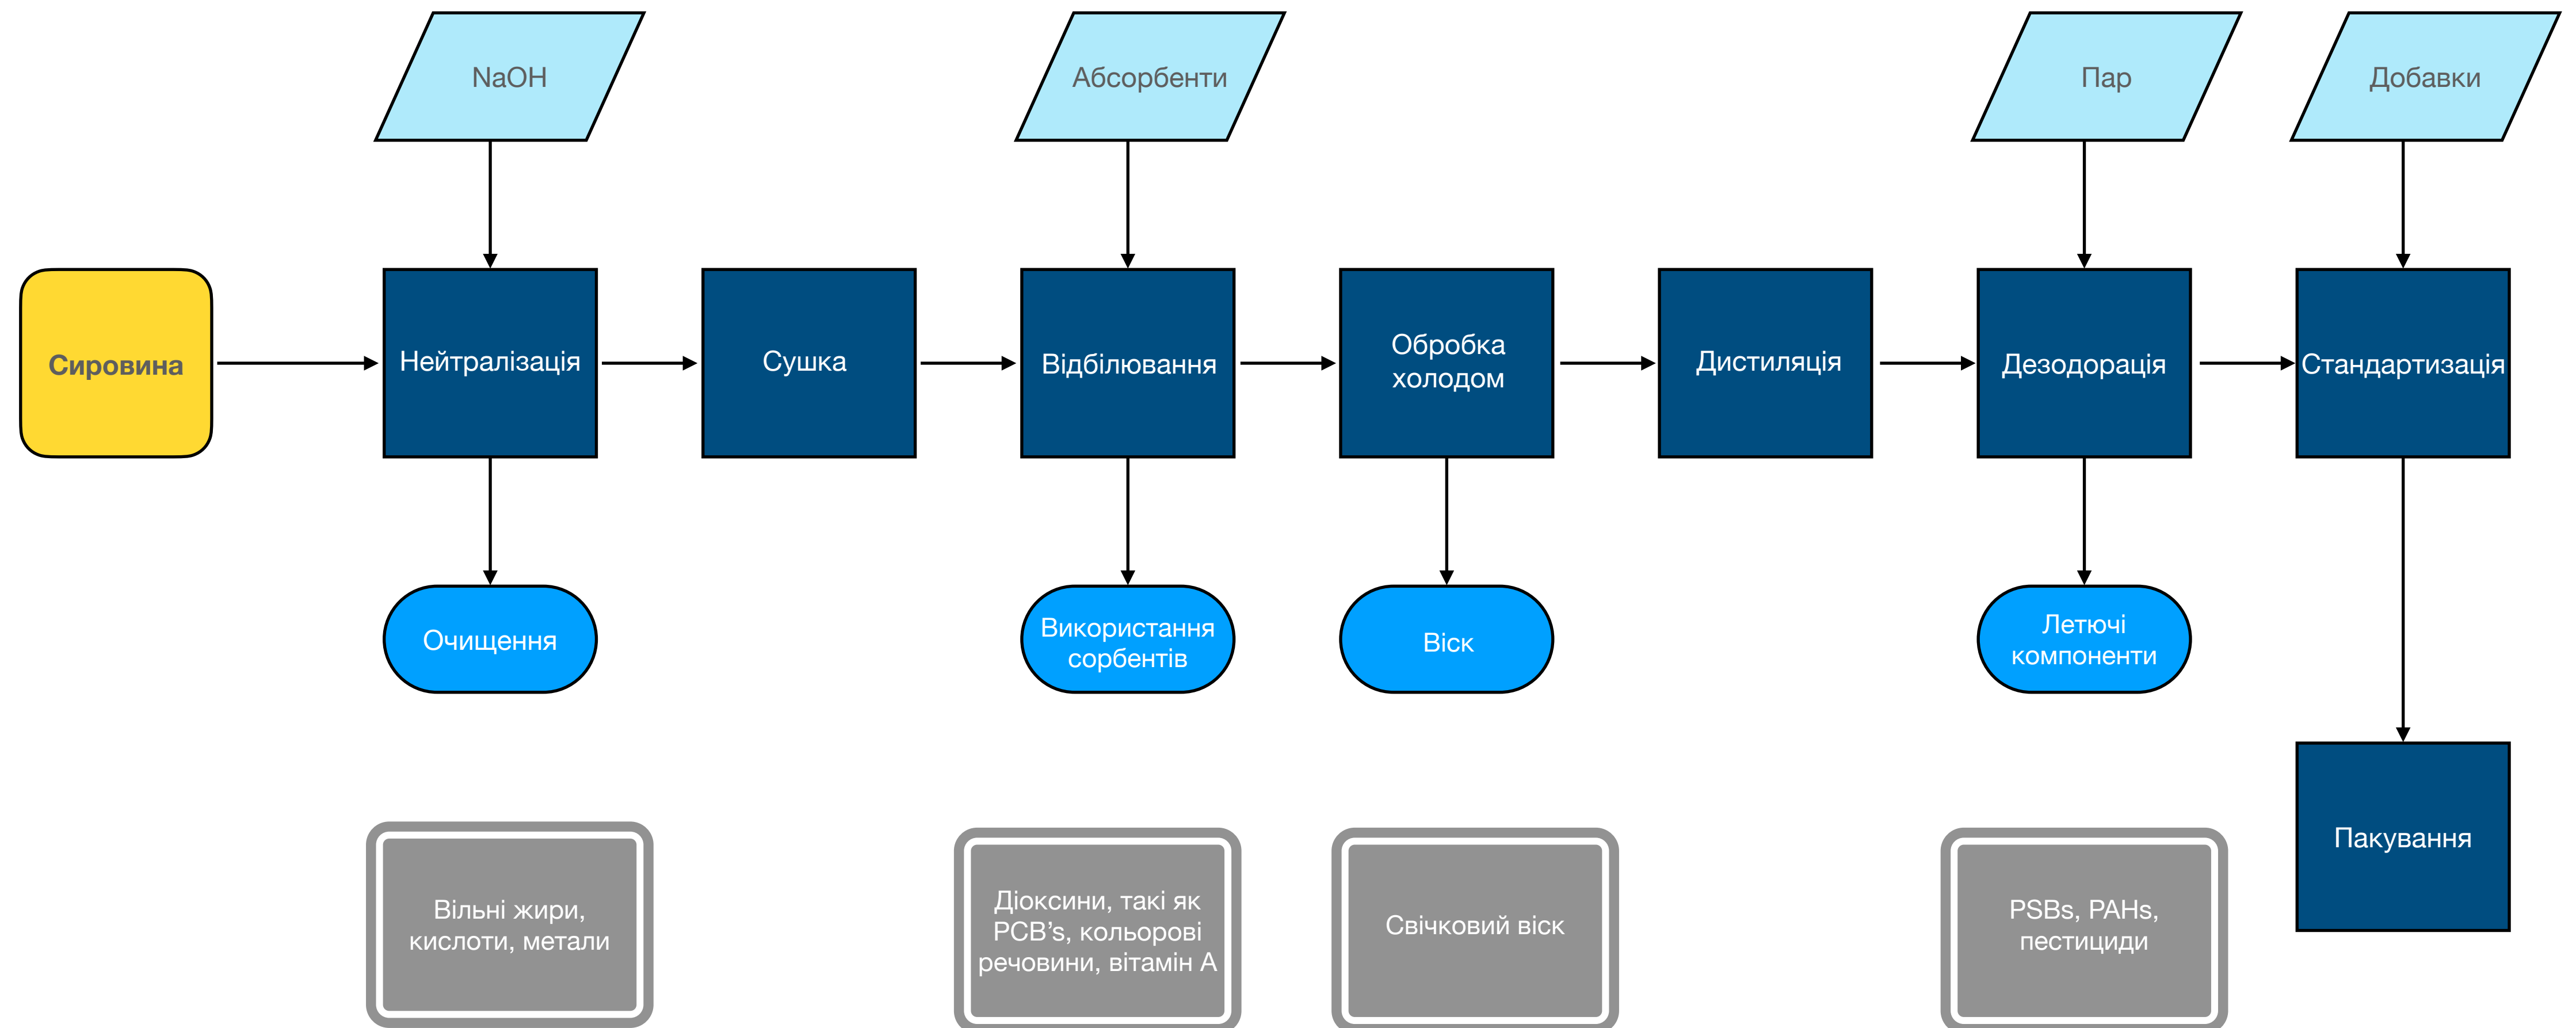 NaOH
Абсорбенти
Пар
Добавки
Сировина
Нейтралізація
Сушка
Відбілювання
Обробка
холодом
Дистиляція
Дезодорація
Стандартизація
Очищення
Використання
сорбентів
Віск
Летючі
компоненти
Пакування
Вільні жири,
кислоти, метали
Діоксини, такі як
PCB’s, кольорові
речовини, вітамін А
Свічковий віск
PSBs, PAHs,
пестициди